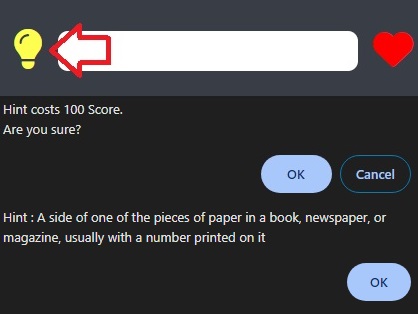 Hint costs 100 Score.
Are you sure?
OK
Cancel
Hint : A side of one of the pieces of paper in a book, newspaper, or
magazine, usually with a number printed on it
OK